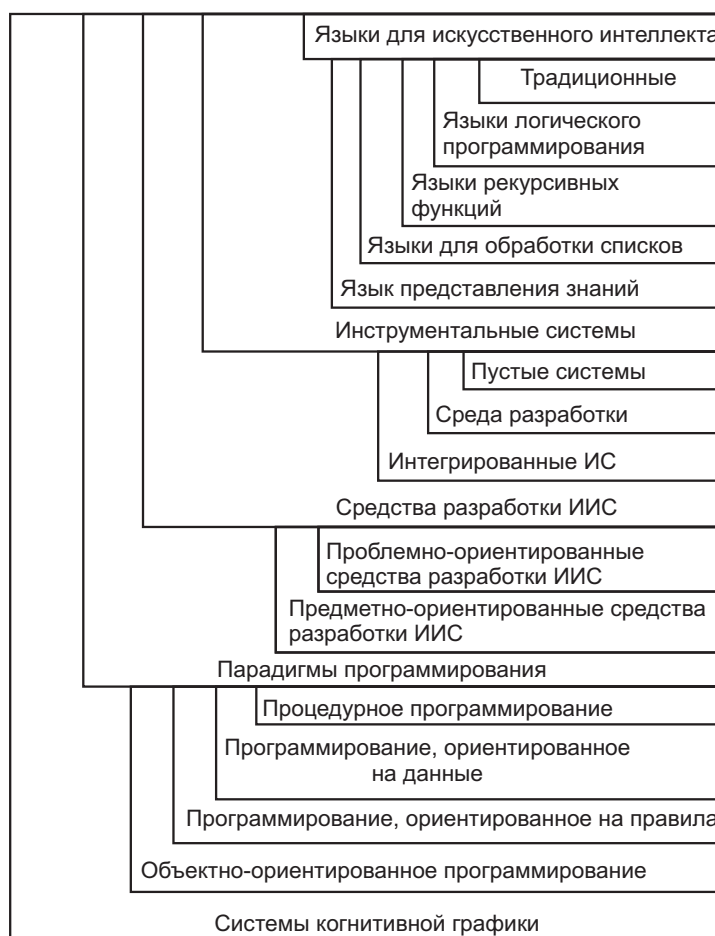 Языки для искусственного интеллекта
Традиционные
Языки логического
программирования
Языки рекурсивных
функций
Языки для обработки списков
Язык представления знаний
Инструментальные системы
Пустые системы
Среда разработки
Интегрированные ИС
Средства разработки ИИС
Проблемно-ориентированные
средства разработки ИИС
Предметно-ориентированные средства
разработки ИИС
Парадигмы программирования
Процедурное программирование
Программирование, ориентированное
на данные
Программирование, ориентированное на правила
Объектно-ориентированное программирование
Системы когнитивной графики